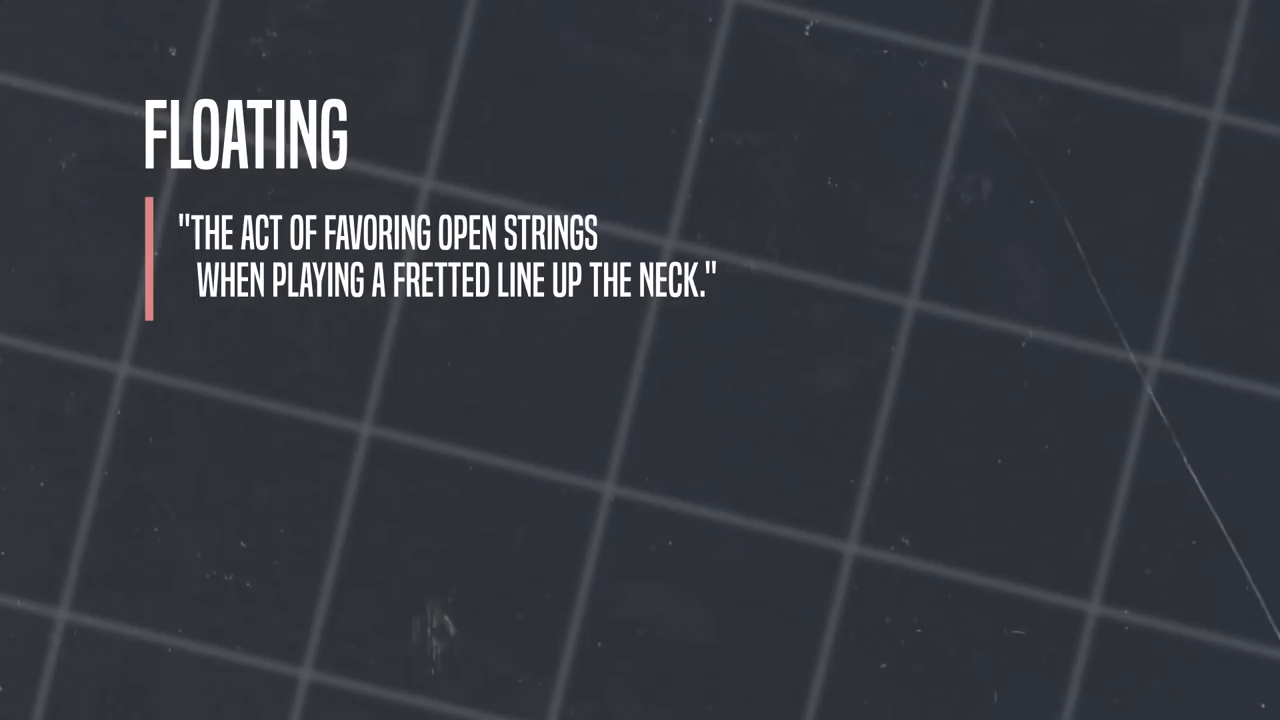 FLOATING
"THE ACT OF FAVORING OPEN STRINGS
WHEN PLAYING A FRETTED LINE UP THE NECK."